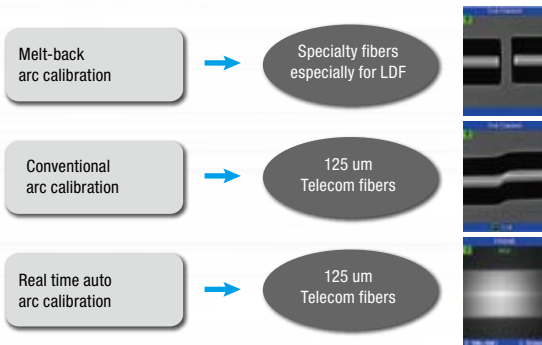 Melt-back
arc calibration
Specialty fibers
especially for LDF
Conventional
arc calibration
125 um
Telecom fibers
Real time auto
arc calibration
125 um
Telecom fibers